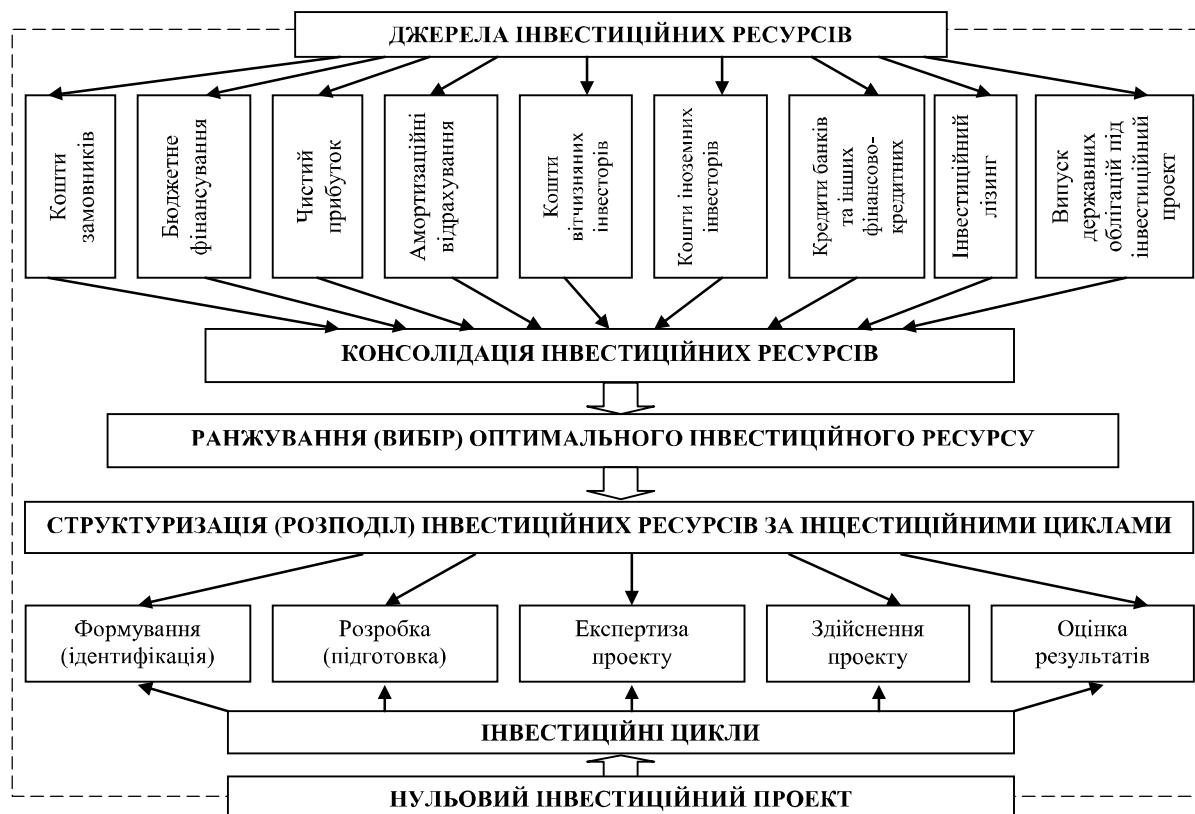 ДЖЕРЕЛА ІНВЕСТИЦІЙНИХ РЕСУРСІВ
Кошти
замовників
Бюджетне
фінансування
Чистий
прибуток
Амортизаційні
відрахування
Кошти
вітчизняних
інвесторів
Кошти іноземних
інвесторів
Кредити банків
та інших
фінансово-
кредитних
Інвестиційний
лізинг
Випуск
державних
облігацій під
інвестиційний
проект
КОНСОЛІДАЦІЯ ІНВЕСТИЦІЙНИХ РЕСУРСІВ
РАНЖУВАННЯ (ВИБІР) ОПТИМАЛЬНОГО ІНВЕСТИЦІЙНОГО РЕСУРСУ
СТРУКТУРИЗАЦІЯ (РОЗПОДІЛ) ІНВЕСТИЦІЙНИХ РЕСУРСІВ ЗА ІНЦЕСТИЦІЙНИМИ ЦИКЛАМИ
Формування
(ідентифікація)
Розробка
(підготовка)
Експертиза
проекту
Здійснення
проекту
Оцінка
результатів
ІНВЕСТИЦІЙНІ ЦИКЛИ
НУЛЬОВИЙ ІНВЕСТИЦІЙНИЙ ПРОЕКТ